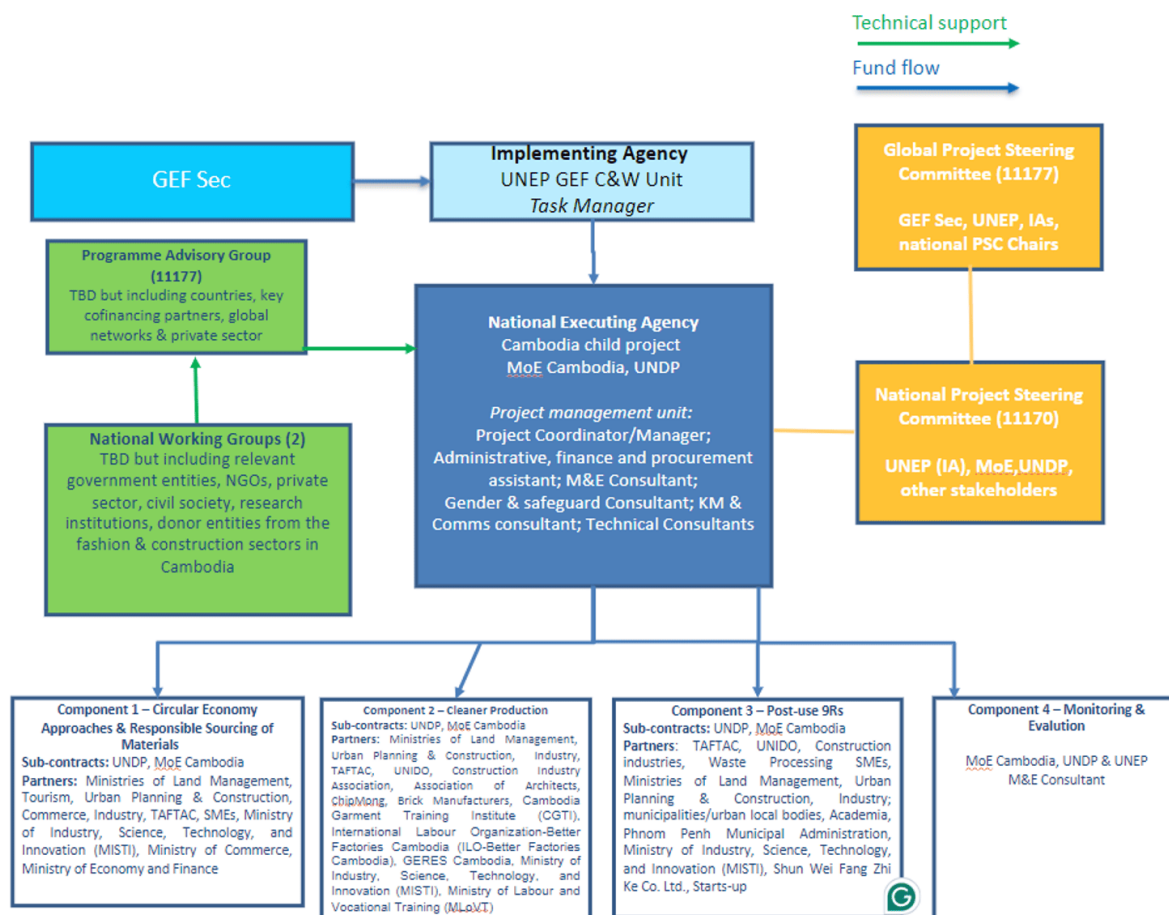 Technical support
Fund flow
GEF Sec
Implementing Agency
UNEP GEF C&W Unit
Task Manager
Global Project Steering
Committee (11177)
GEF Sec, UNEP, IAs,
national PSC Chairs
Programme Advisory Group
(11177)
TBD but including countries, key
cofinancing partners, global
networks & private sector
National Executing Agency
Cambodia child project
MoE Cambodia, UNDP
Project management unit:
Project Coordinator/Manager;
Administrative, finance and procurement
assistant; M&E Consultant;
Gender & safeguard Consultant; KM &
Comms consultant; Technical Consultants
National Project Steering
Committee (11170)
UNEP (IA), MoE,UNDP,
other stakeholders
National Working Groups (2)
TBD but including relevant
government entities, NGOs, private
sector, civil society, research
institutions, donor entities from the
fashion & construction sectors in
Cambodia
Component 1 – Circular Economy
Approaches & Responsible Sourcing of
Materials
Sub-contracts: UNDP, MoE Cambodia
Partners: Ministries of Land Management,
Tourism, Urban Planning & Construction,
Commerce, Industry, TAFTAC, SMEs, Ministry
of Industry, Science, Technology, and
Innovation (MISTI), Ministry of Commerce,
Ministry of Economy and Finance
Component 2 – Cleaner Production
Sub-contracts: UNDP, MoE Cambodia
Partners: Ministries of Land Management,
Urban Planning & Construction, Industry,
TAFTAC, UNIDO, Construction Industry
Association, Association of Architects,
ChipMong, Brick Manufacturers, Cambodia
Garment Training Institute (CGTI),
International Labour Organization-Better
Factories Cambodia (ILO-Better Factories
Cambodia), GERES Cambodia, Ministry of
Industry, Science, Technology, and
Innovation (MISTI), Ministry of Labour and
Vocational Training (MLoVT)
Component 3 – Post-use 9Rs
Sub-contracts: UNDP, MoE Cambodia
Partners: TAFTAC, UNIDO, Construction
industries, Waste Processing SMEs,
Ministries of Land Management, Urban
Planning & Construction, Industry;
municipalities/urban local bodies, Academia,
Phnom Penh Municipal Administration,
Ministry of Industry, Science, Technology,
and Innovation (MISTI), Shun Wei Fang Zhi
Ke Co. Ltd., Starts-up
Component 4 – Monitoring &
Evalution
MoE Cambodia, UNDP & UNEP
M&E Consultant